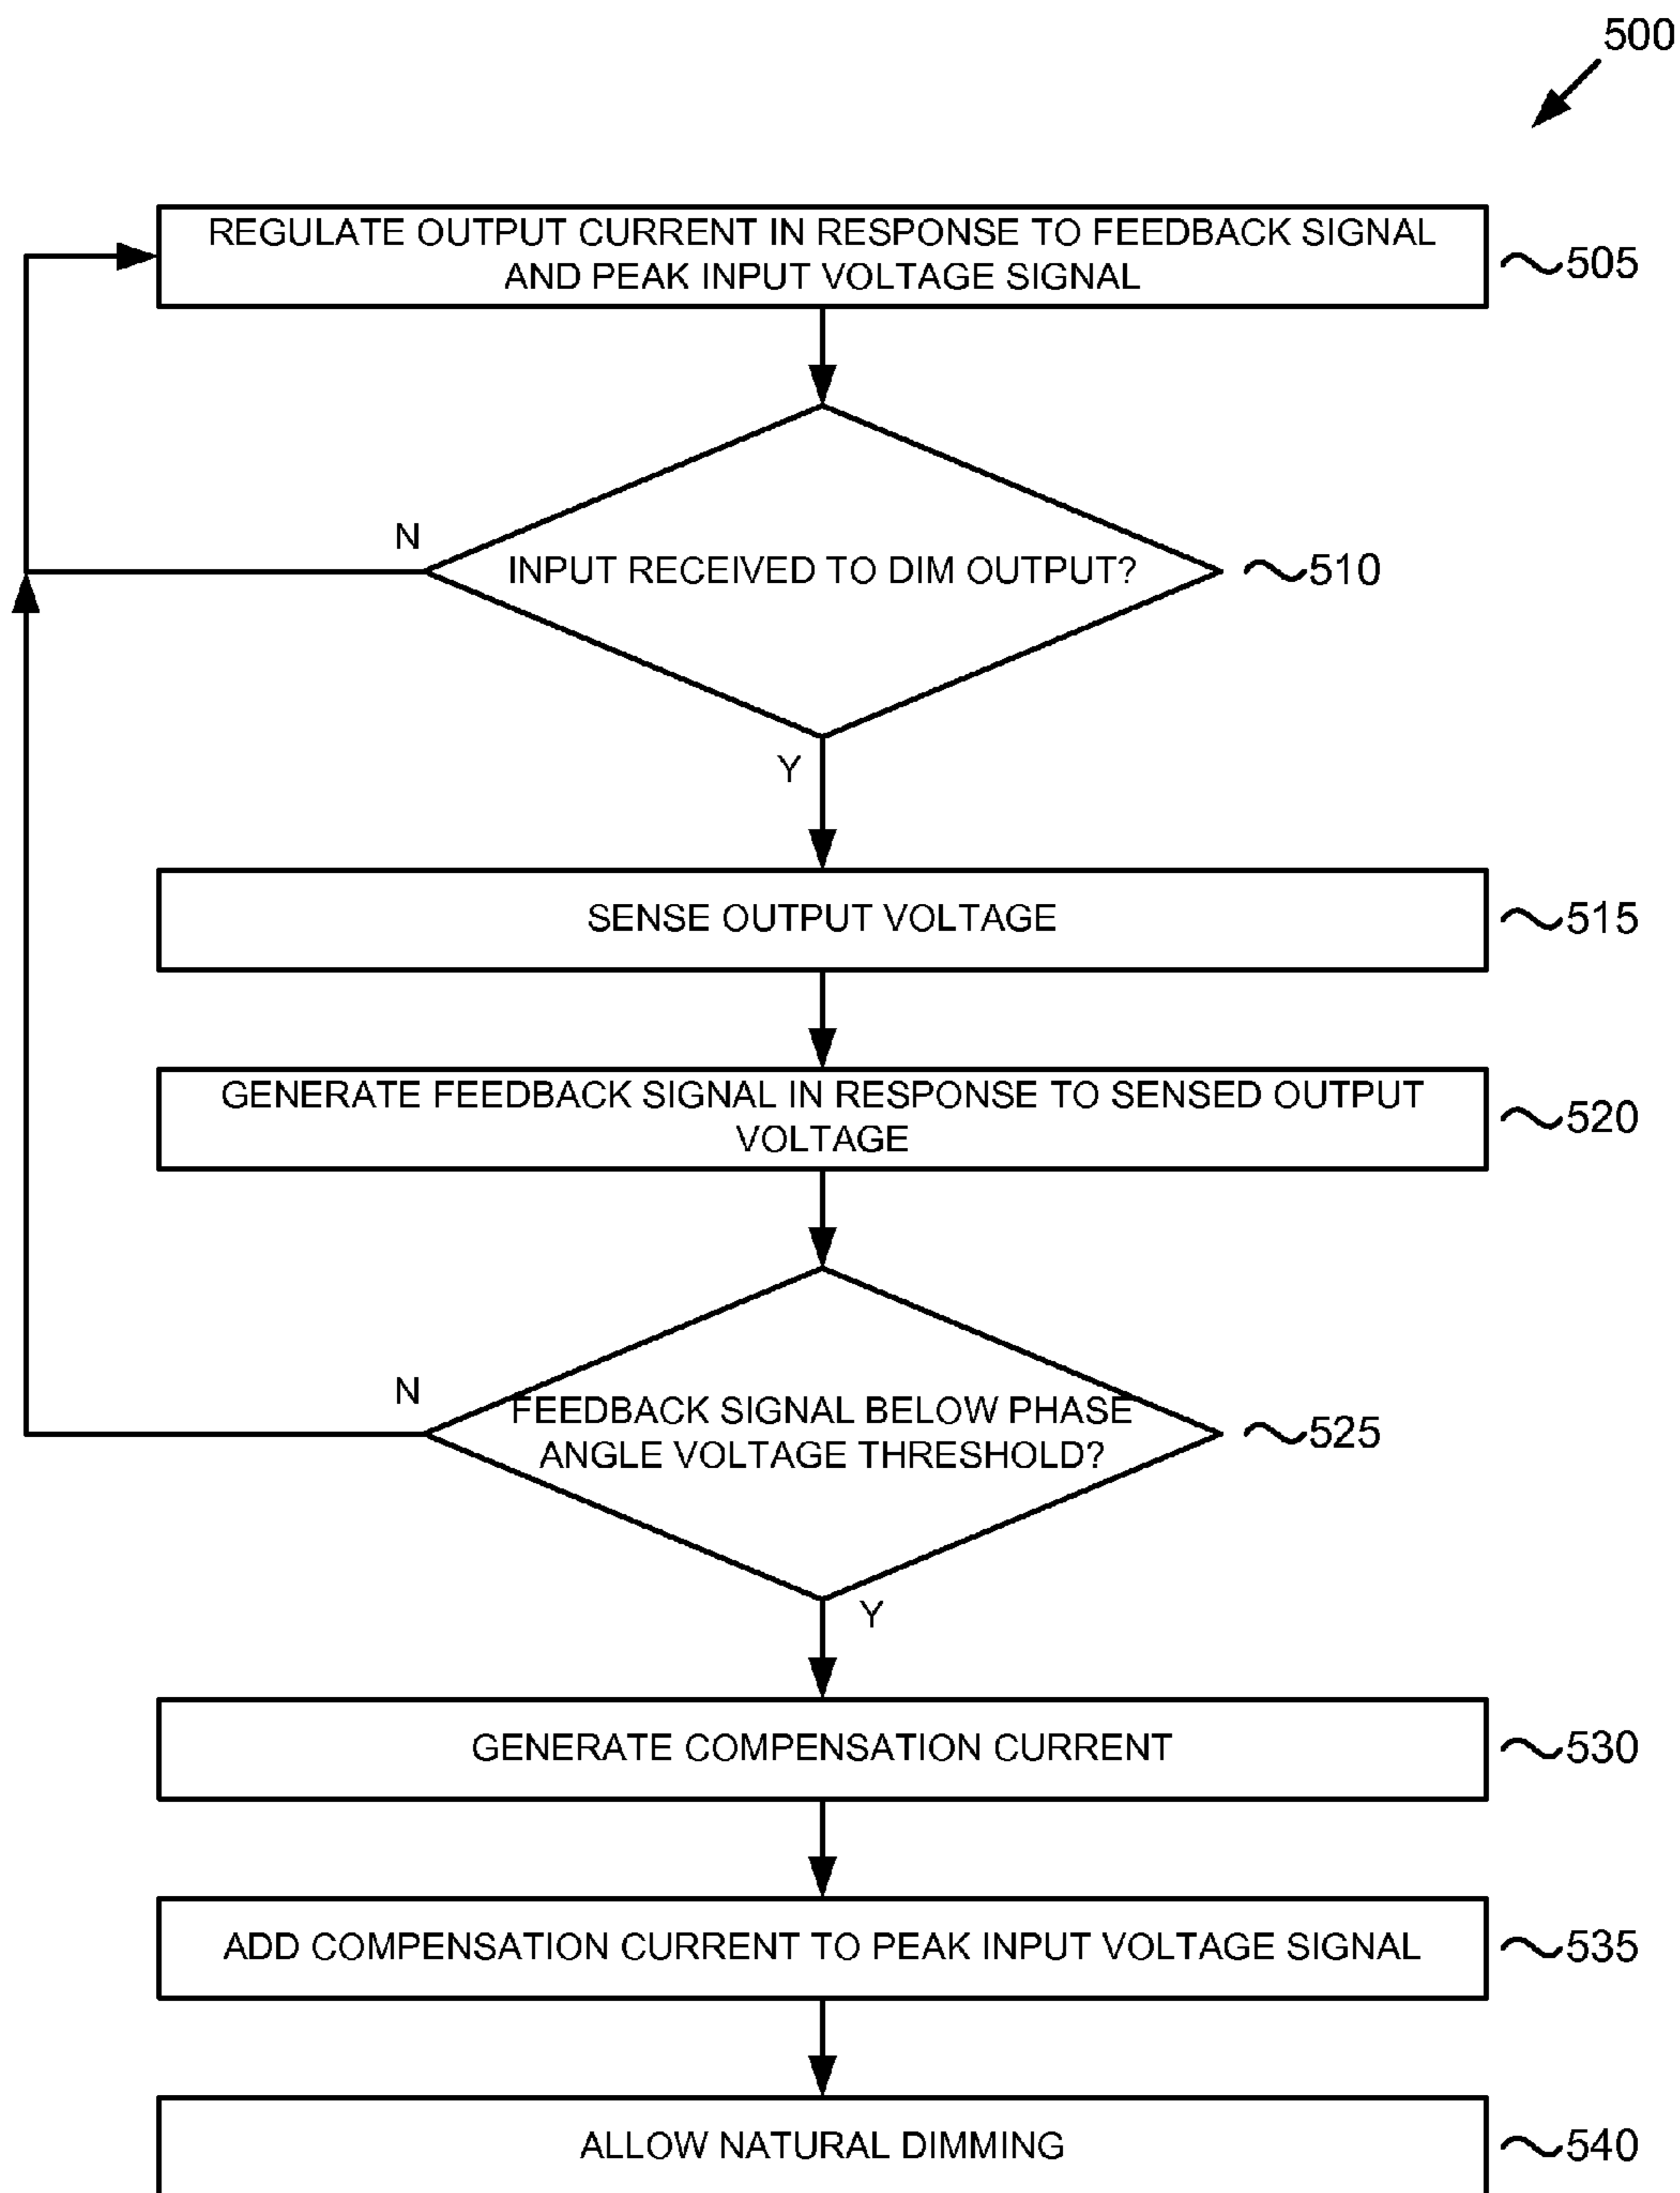 500
REGULATE OUTPUT CURRENT IN RESPONSE TO FEEDBACK SIGNAL
AND PEAK INPUT VOLTAGE SIGNAL
505
N
INPUT RECEIVED TO DIM OUTPUT?
510
Y
SENSE OUTPUT VOLTAGE
515
GENERATE FEEDBACK SIGNAL IN RESPONSE TO SENSED OUTPUT
VOLTAGE
520
N
FEEDBACK SIGNAL BELOW PHASE
ANGLE VOLTAGE THRESHOLD?
525
Y
GENERATE COMPENSATION CURRENT
530
ADD COMPENSATION CURRENT TO PEAK INPUT VOLTAGE SIGNAL
535
ALLOW NATURAL DIMMING
540